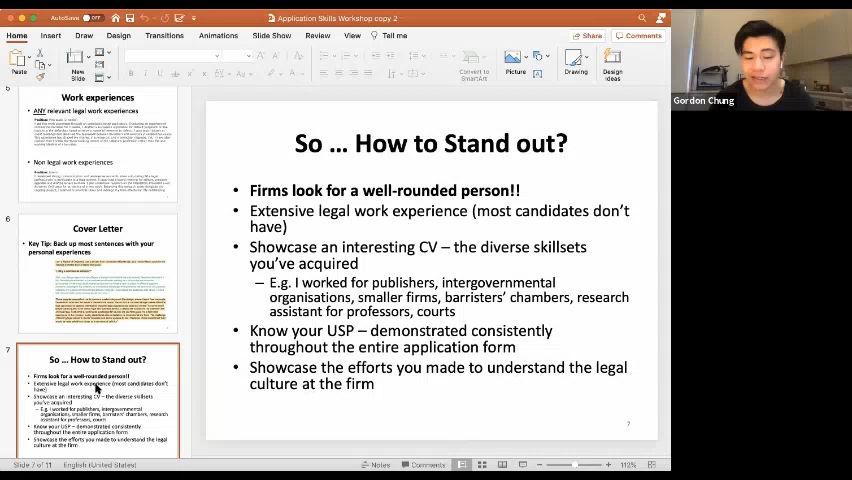 AutoSave OFF
Application Skills Workshop copy 2
Home Insert Draw Design Transitions Animations Slide Show Review View Tell me
Share Comments
Paste
New Slide
Convert to SmartArt
Picture
Drawing
Design Ideas
Gordon Chung
5
Work experiences
• ANY relevant legal work experiences
• Non legal work experiences
6
Cover Letter
• Key Tip: Back up most sentences with your
personal experiences
7
So ... How to Stand out?
• Firms look for a well-rounded person!!
• Extensive legal work experience (most candidates don't
have)
• Showcase an interesting CV – the diverse skillsets
you've acquired
– E.g. I worked for publishers, intergovernmental
organisations, smaller firms, barristers' chambers, research
assistant for professors, courts
• Know your USP – demonstrated consistently
throughout the entire application form
• Showcase the efforts you made to understand the legal
culture at the firm
So ... How to Stand out?
• Firms look for a well-rounded person!!
• Extensive legal work experience (most candidates don't
have)
• Showcase an interesting CV – the diverse skillsets
you've acquired
– E.g. I worked for publishers, intergovernmental
organisations, smaller firms, barristers' chambers, research
assistant for professors, courts
• Know your USP – demonstrated consistently
throughout the entire application form
• Showcase the efforts you made to understand the legal
culture at the firm
7
Slide 7 of 11 English (United States)
Notes Comments 112%